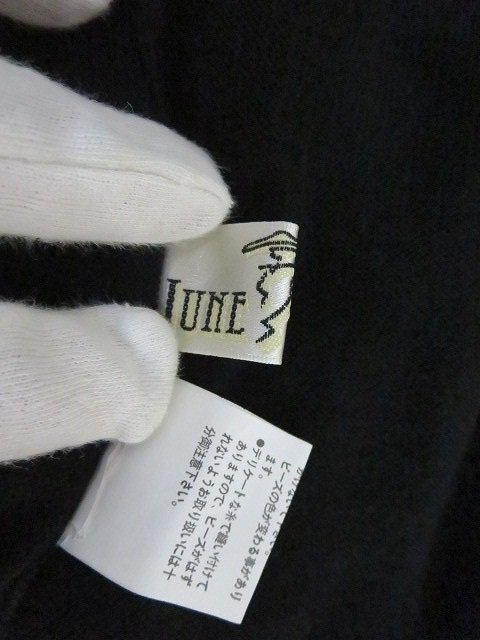 JUNE
ビーズの色が変わる事があり
ます。
●デリケートな糸で縫い付けて
ありますので、ビーズがはず
れないようお取り扱いには十
分御注意下さい。